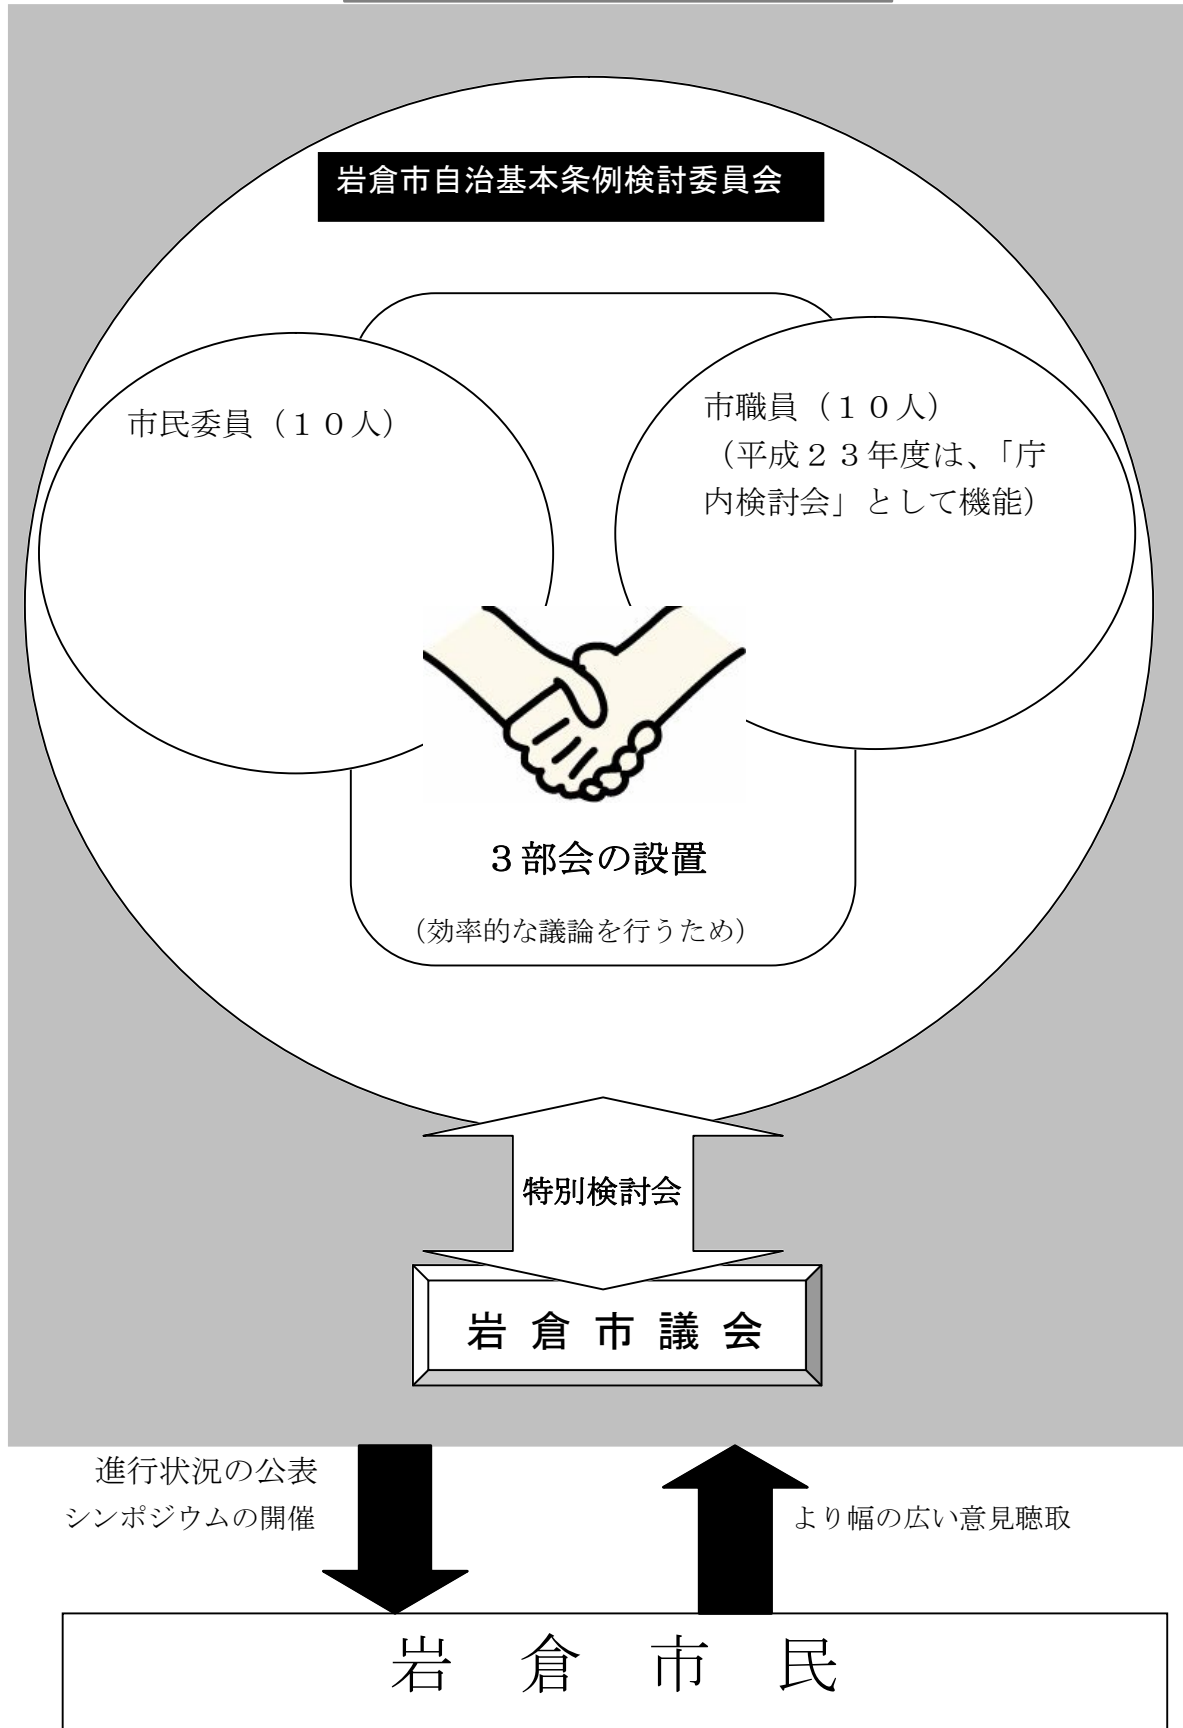 岩倉市自治基本条例検討委員会
市民委員（１０人）
市職員（１０人）
（平成２３年度は、「庁
内検討会」として機能）
３部会の設置
（効率的な議論を行うため）
特別検討会
岩倉市議会
進行状況の公表
シンポジウムの開催
より幅の広い意見聴取
岩倉市民